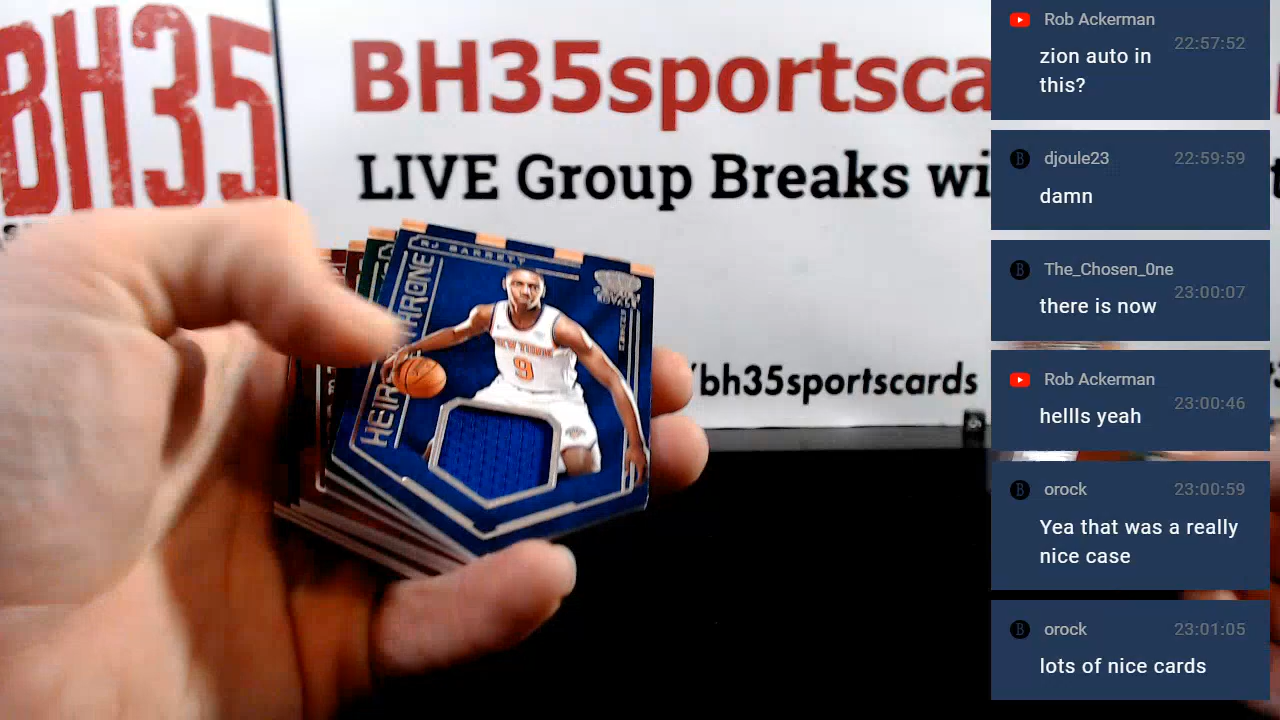 BH35
BH35sportsca
LIVE Group Breaks wi
/bh35sportscards
RJ BARRETT
HEIR
THRONE
ROYALE
NEW YORK
9
Rob Ackerman
22:57:52
zion auto in
this?
djoule23
22:59:59
damn
The_Chosen_0ne
23:00:07
there is now
Rob Ackerman
23:00:46
hellls yeah
orock
23:00:59
Yea that was a really
nice case
orock
23:01:05
lots of nice cards